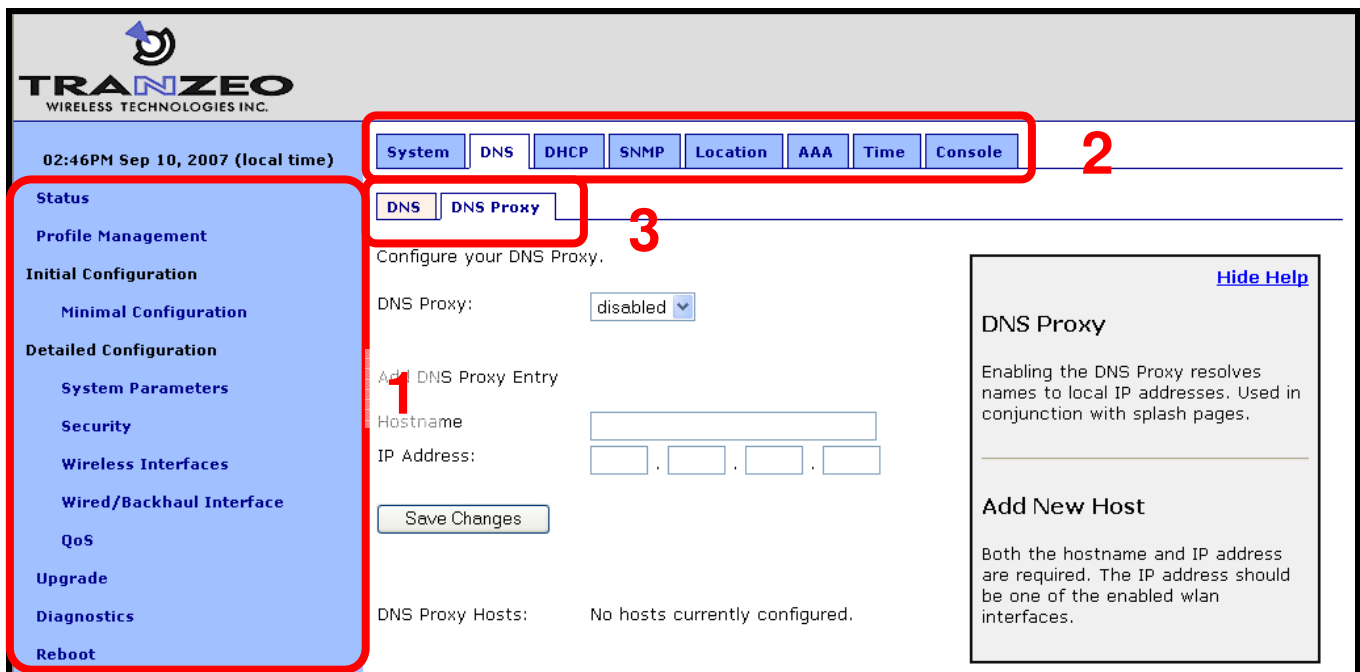 TRANZEO
WIRELESS TECHNOLOGIES INC.
02:46PM Sep 10, 2007 (local time)
System DNS DHCP SNMP Location AAA Time Console
2
Status
Profile Management
Initial Configuration
Minimal Configuration
Detailed Configuration
System Parameters
Security
Wireless Interfaces
Wired/Backhaul Interface
QoS
Upgrade
Diagnostics
Reboot
1
DNS DNS Proxy
3
Configure your DNS Proxy.
DNS Proxy: disabled
Add DNS Proxy Entry
Hostname
IP Address: . . .
Save Changes
DNS Proxy Hosts: No hosts currently configured.
Hide Help
DNS Proxy
Enabling the DNS Proxy resolves
names to local IP addresses. Used in
conjunction with splash pages.
Add New Host
Both the hostname and IP address
are required. The IP address should
be one of the enabled wlan
interfaces.